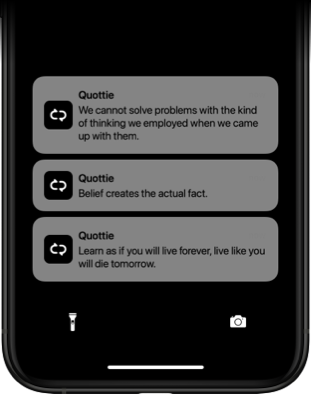 Quottie
We cannot solve problems with the kind
of thinking we employed when we came
up with them.
Quottie
Belief creates the actual fact.
Quottie
Learn as if you will live forever, live like you
will die tomorrow.